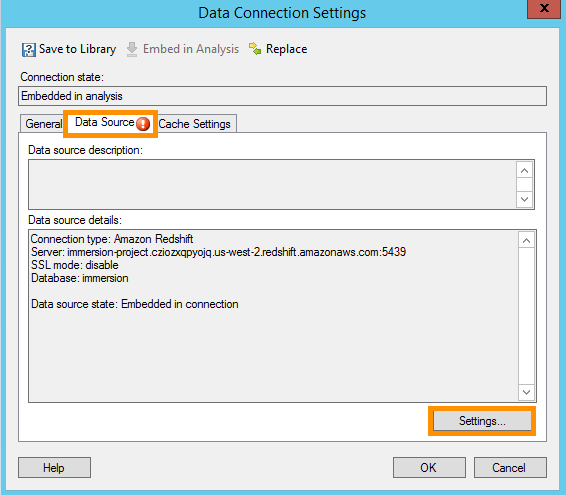 Data Connection Settings
Save to Library Embed in Analysis Replace
Connection state:
Embedded in analysis
General Data Source Cache Settings
Data source description:
Data source details:
Connection type: Amazon Redshift
Server: immersion-project.cziozxqpyojq.us-west-2.redshift.amazonaws.com:5439
SSL mode: disable
Database: immersion
Data source state: Embedded in connection
Settings...
Help OK Cancel